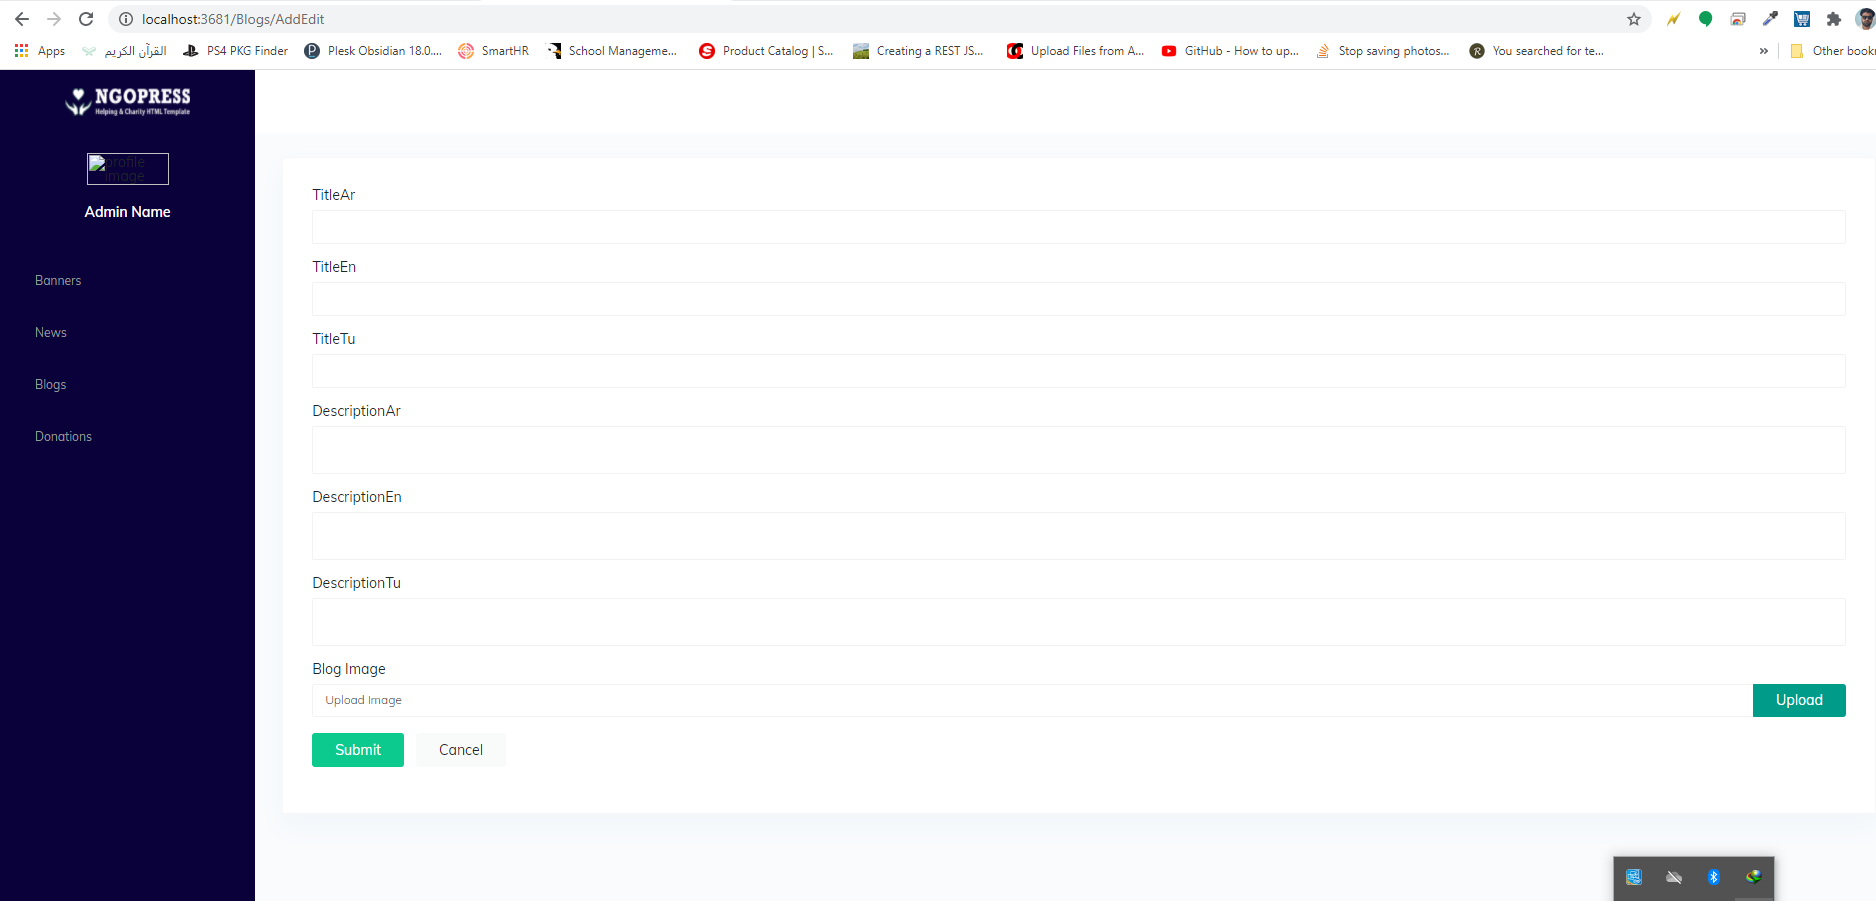 localhost:3681/Blogs/AddEdit
Apps القرآن الكريم PS4 PKG Finder Plesk Obsidian 18.0.... SmartHR School Manageme... Product Catalog | S... Creating a REST JS... Upload Files from A... GitHub - How to up... Stop saving photos... You searched for te... » Other book
NGOPRESS
Helping & Charity HTML Template
profile
image
Admin Name
Banners
News
Blogs
Donations
TitleAr
TitleEn
TitleTu
DescriptionAr
DescriptionEn
DescriptionTu
Blog Image
Upload Image Upload
Submit Cancel